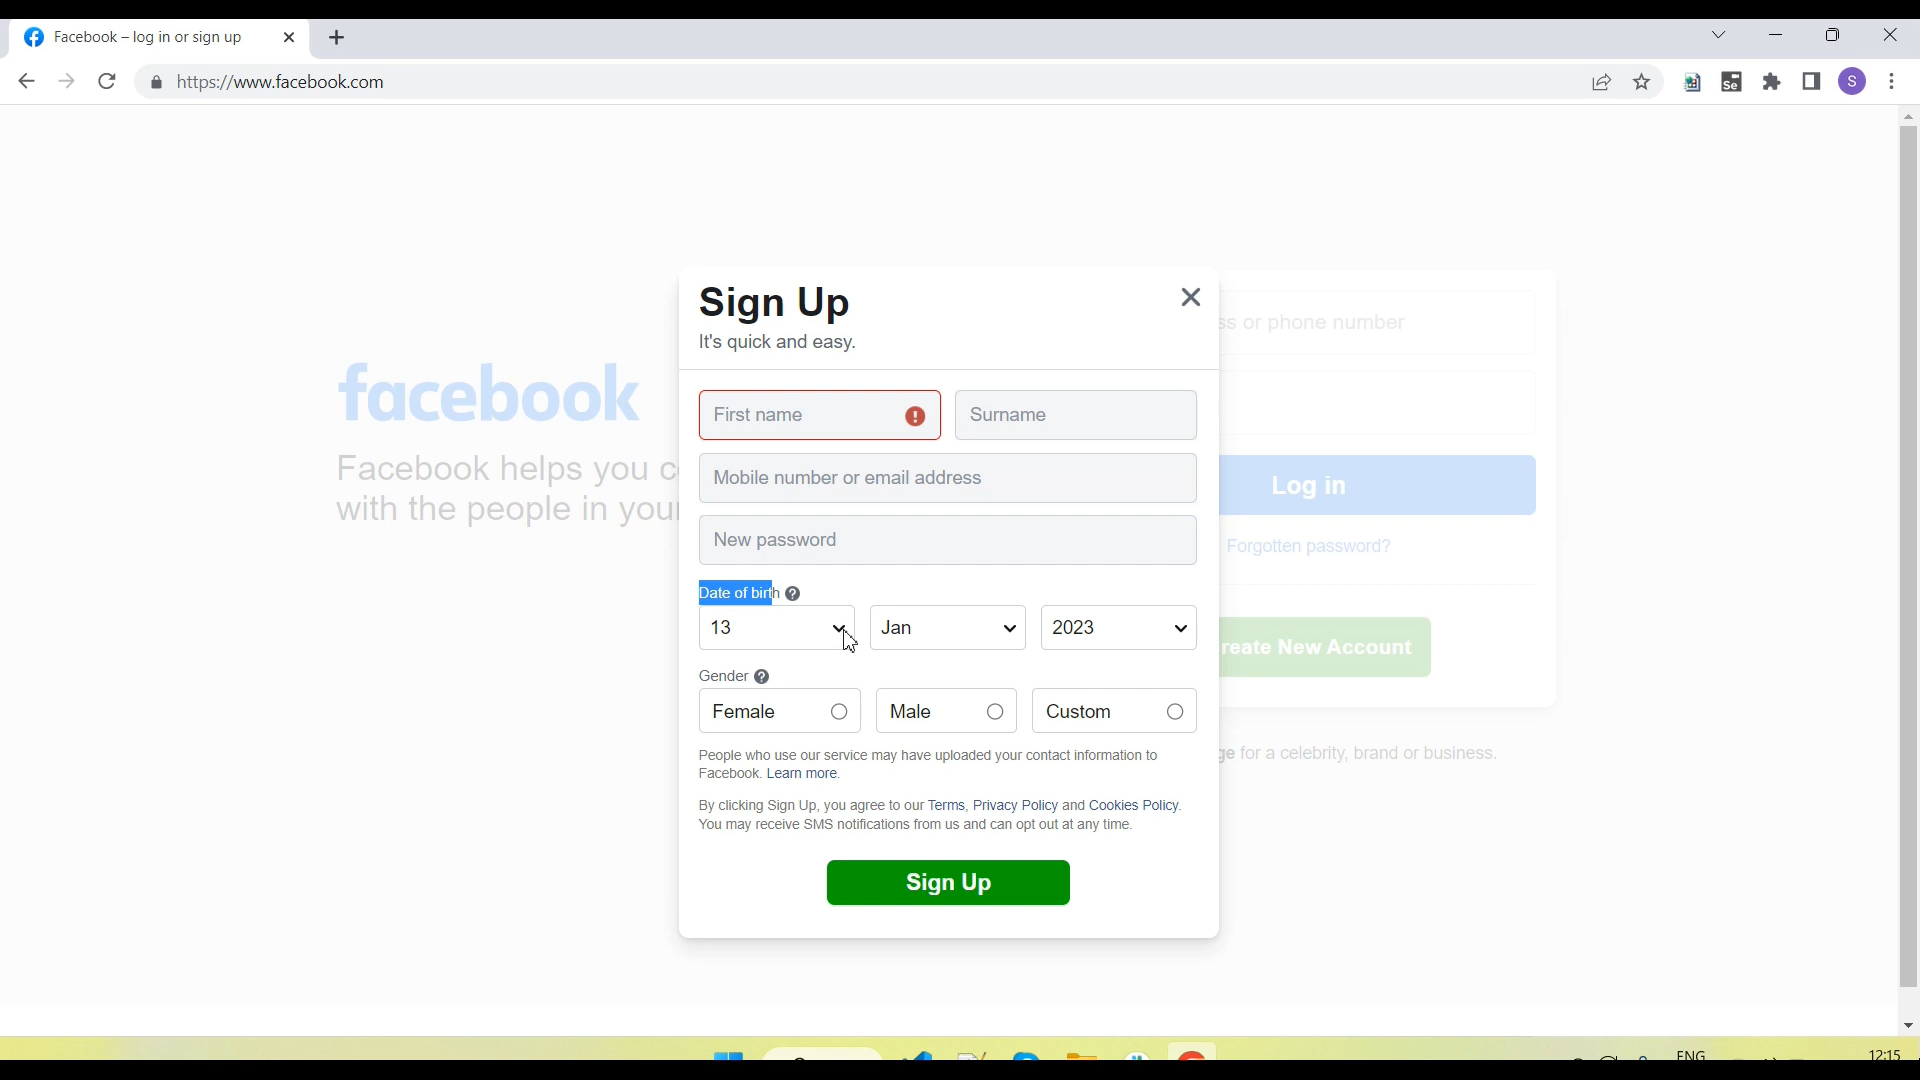 Facebook – log in or sign up
https://www.facebook.com
Se
S
Sign Up
It's quick and easy.
ss or phone number
facebook
First name
Surname
Facebook helps you c
with the people in your
Mobile number or email address
Log in
New password
Forgotten password?
Date of birth
13
Jan
2023
reate New Account
Gender
Female
Male
Custom
People who use our service may have uploaded your contact information to
Facebook. Learn more.
ge for a celebrity, brand or business.
By clicking Sign Up, you agree to our Terms, Privacy Policy and Cookies Policy.
You may receive SMS notifications from us and can opt out at any time.
Sign Up
ENG
12:15